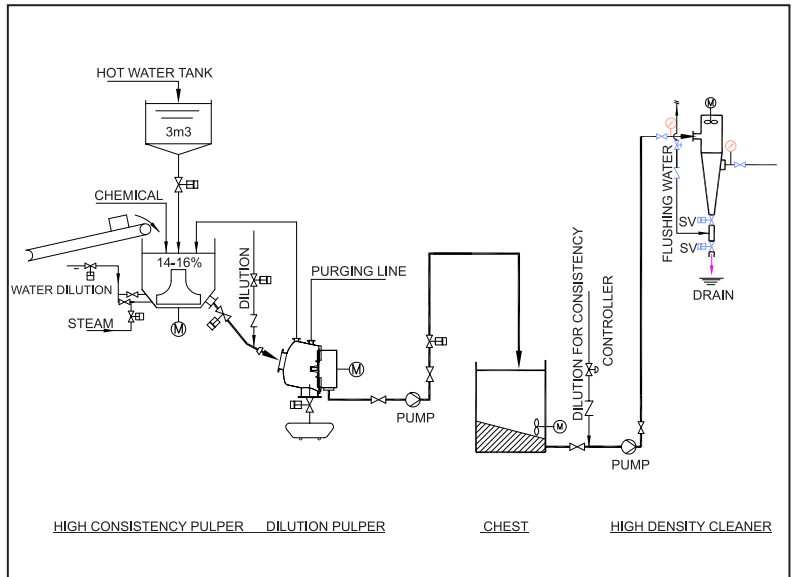 HOT WATER TANK
3m3
CHEMICAL
14-16%
WATER DILUTION
STEAM
M
DILUTION
PURGING LINE
M
PUMP
DILUTION FOR CONSISTENCY
CONTROLLER
M
PUMP
FLUSHING WATER
M
SV
SV
DRAIN
HIGH CONSISTENCY PULPER
DILUTION PULPER
CHEST
HIGH DENSITY CLEANER